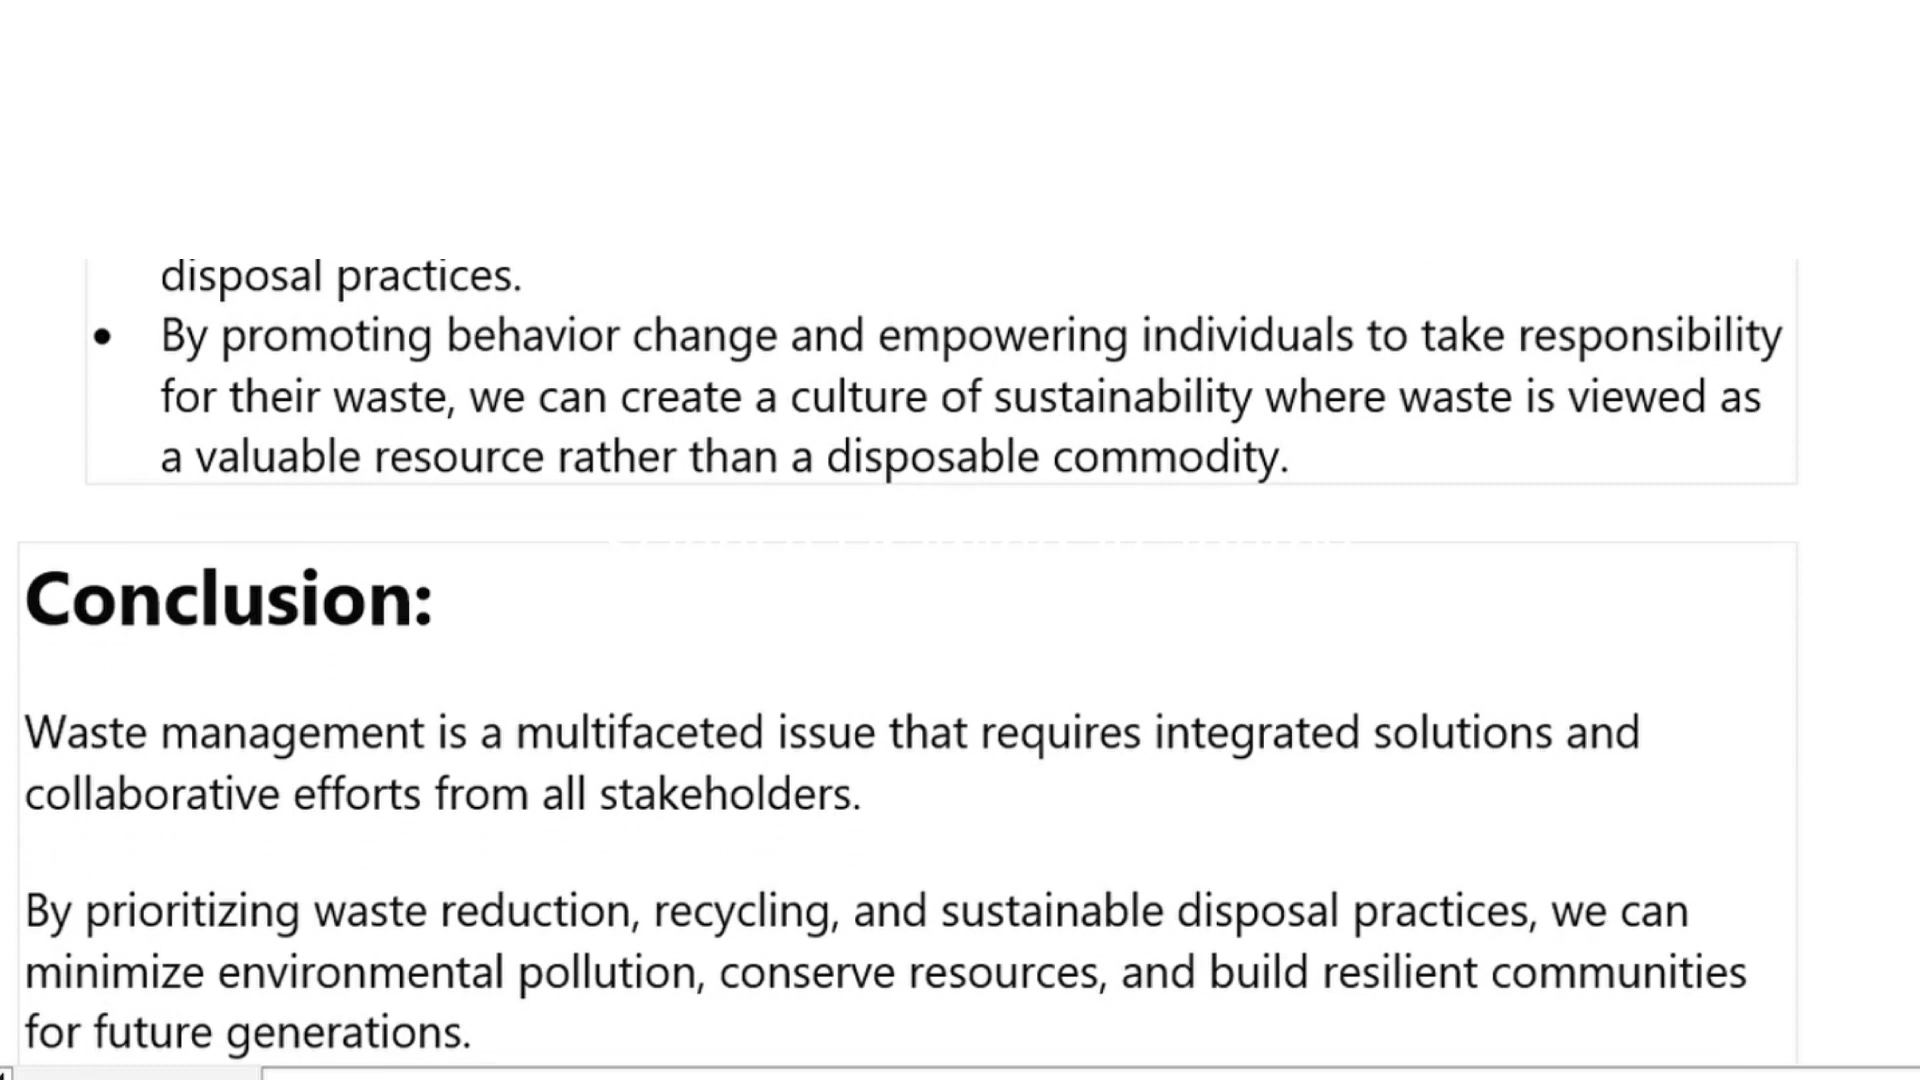 disposal practices.
• By promoting behavior change and empowering individuals to take responsibility
for their waste, we can create a culture of sustainability where waste is viewed as
a valuable resource rather than a disposable commodity.
Conclusion:
Waste management is a multifaceted issue that requires integrated solutions and
collaborative efforts from all stakeholders.
By prioritizing waste reduction, recycling, and sustainable disposal practices, we can
minimize environmental pollution, conserve resources, and build resilient communities
for future generations.